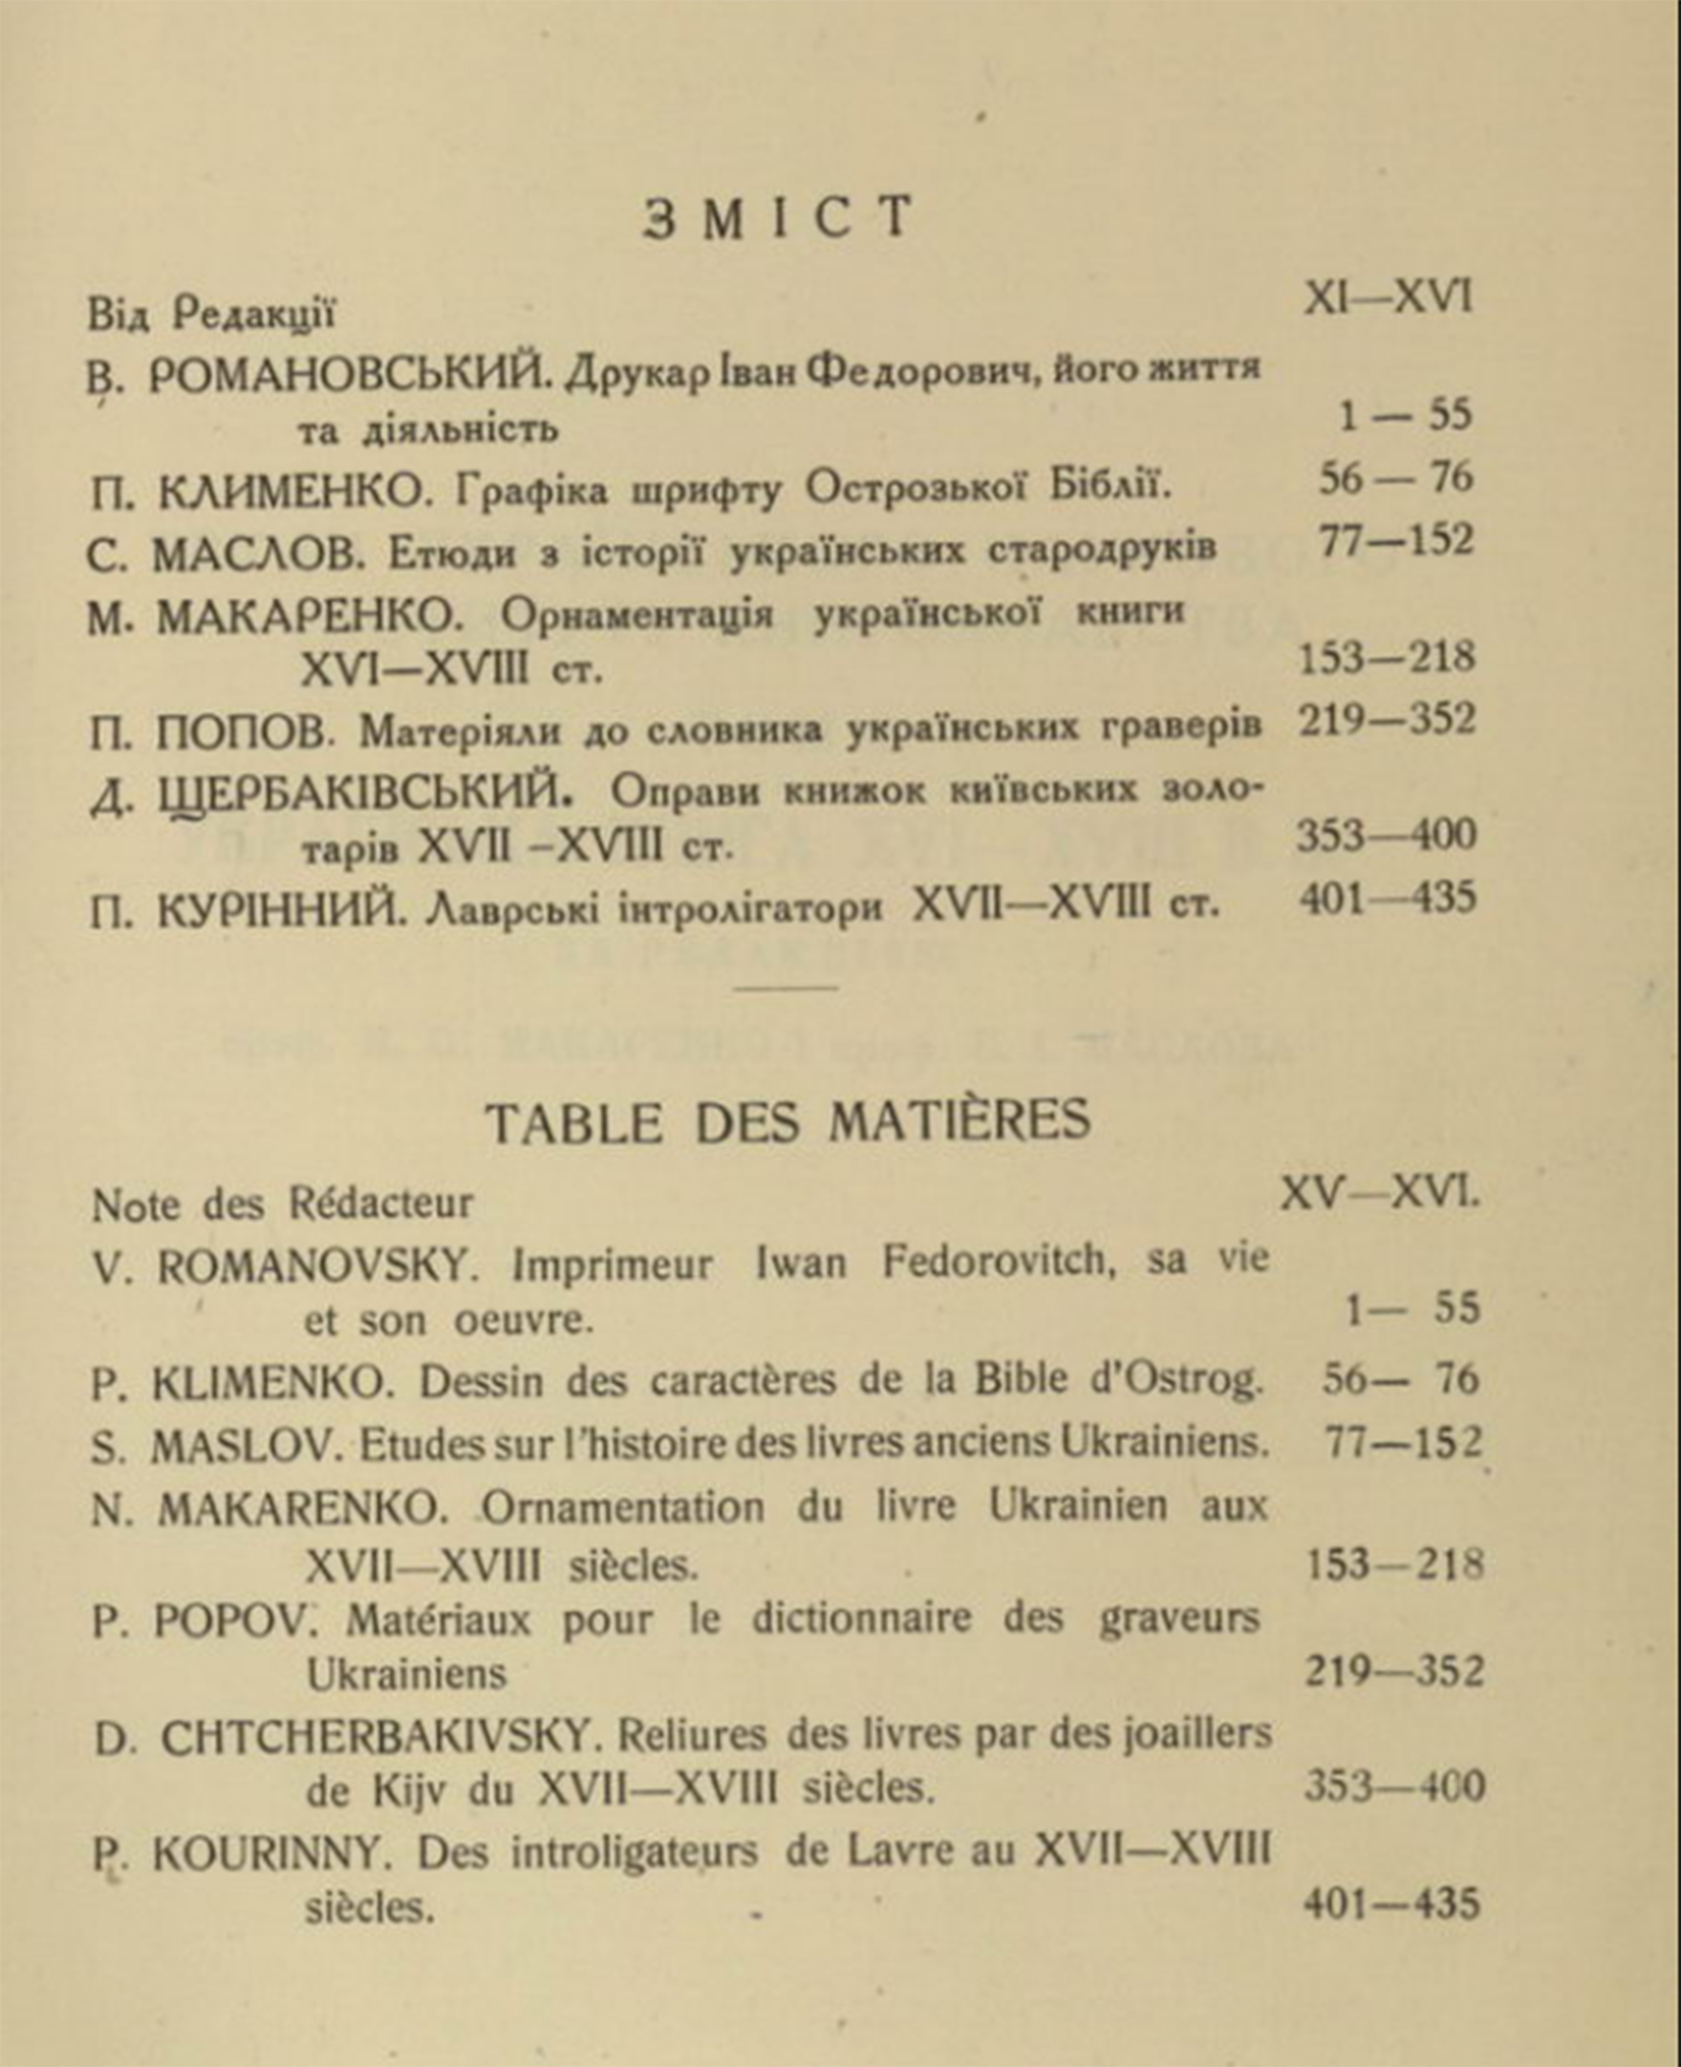 ЗМІСТ
Від Редакції XI—XVI
В. РОМАНОВСЬКИЙ. Друкар Іван Федорович, його життя
та діяльність 1 — 55
П. КЛИМЕНКО. Графіка шрифту Острозької Біблії. 56 — 76
С. МАСЛОВ. Етюди з історії українських стародруків 77—152
М. МАКАРЕНКО. Орнаментація української книги
XVI—XVIII ст. 153—218
П. ПОПОВ. Матеріяли до словника українських граверів 219—352
Д. ЩЕРБАКІВСЬКИЙ. Оправи книжок київських золо-
тарів XVII –XVIII ст. 353—400
П. КУРІННИЙ. Лаврські інтролігатори XVII—XVIII ст. 401—435
TABLE DES MATIÈRES
Note des Rédacteur XV—XVI.
V. ROMANOVSKY. Imprimeur Iwan Fedorovitch, sa vie
et son oeuvre. 1— 55
P. KLIMENKO. Dessin des caractères de la Bible d'Ostrog. 56— 76
S. MASLOV. Etudes sur l'histoire des livres anciens Ukrainiens. 77—152
N. MAKARENKO. Ornamentation du livre Ukrainien aux
XVII—XVIII siècles. 153—218
P. POPOV. Matériaux pour le dictionnaire des graveurs
Ukrainiens 219—352
D. CHTCHERBAKIVSKY. Reliures des livres par des joaillers
de Kijv du XVII—XVIII siècles. 353—400
P. KOURINNY. Des introligateurs de Lavre au XVII—XVIII
siècles. 401—435